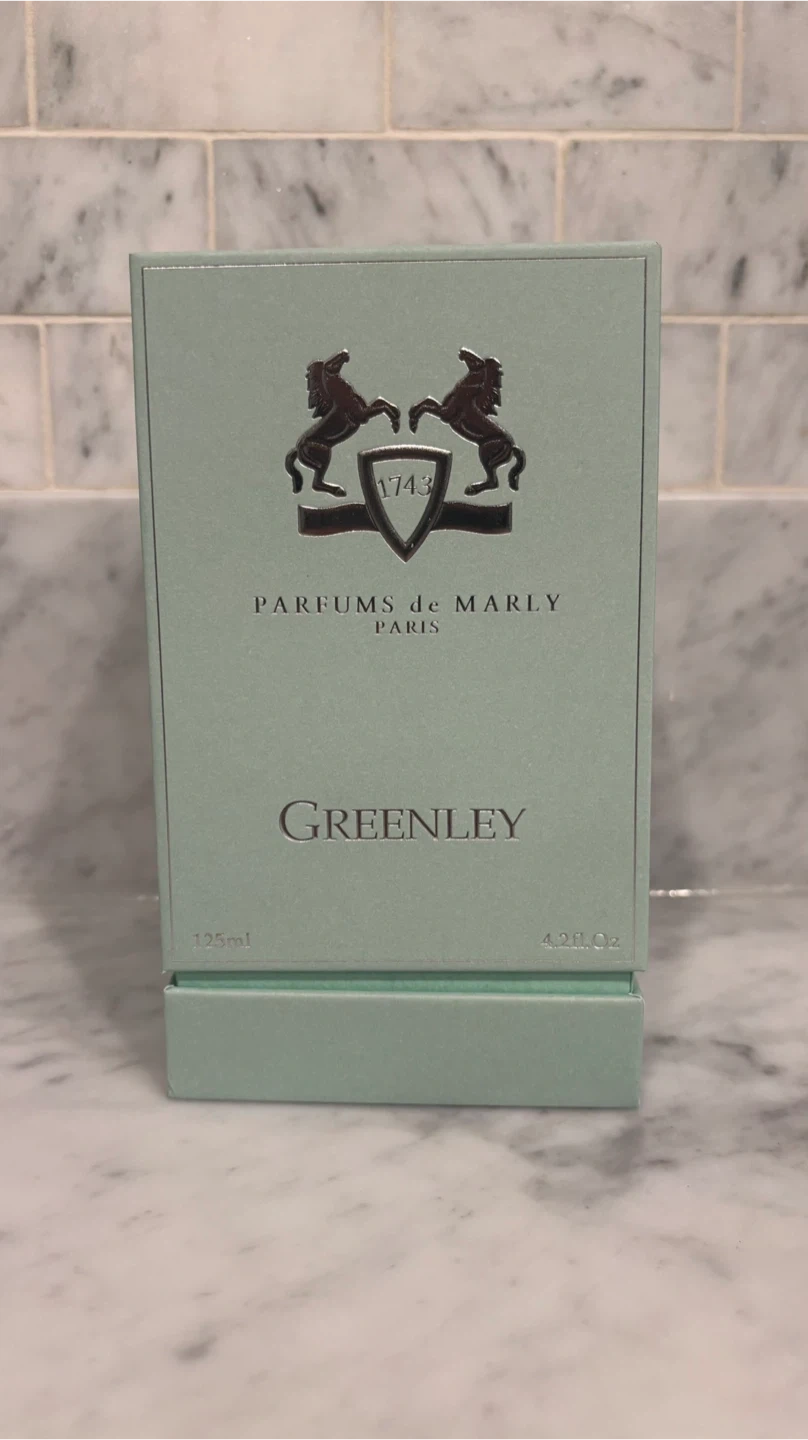 1743
PARFUMS de MARLY
PARIS
GREENLEY
125ml 4.2fl.Oz